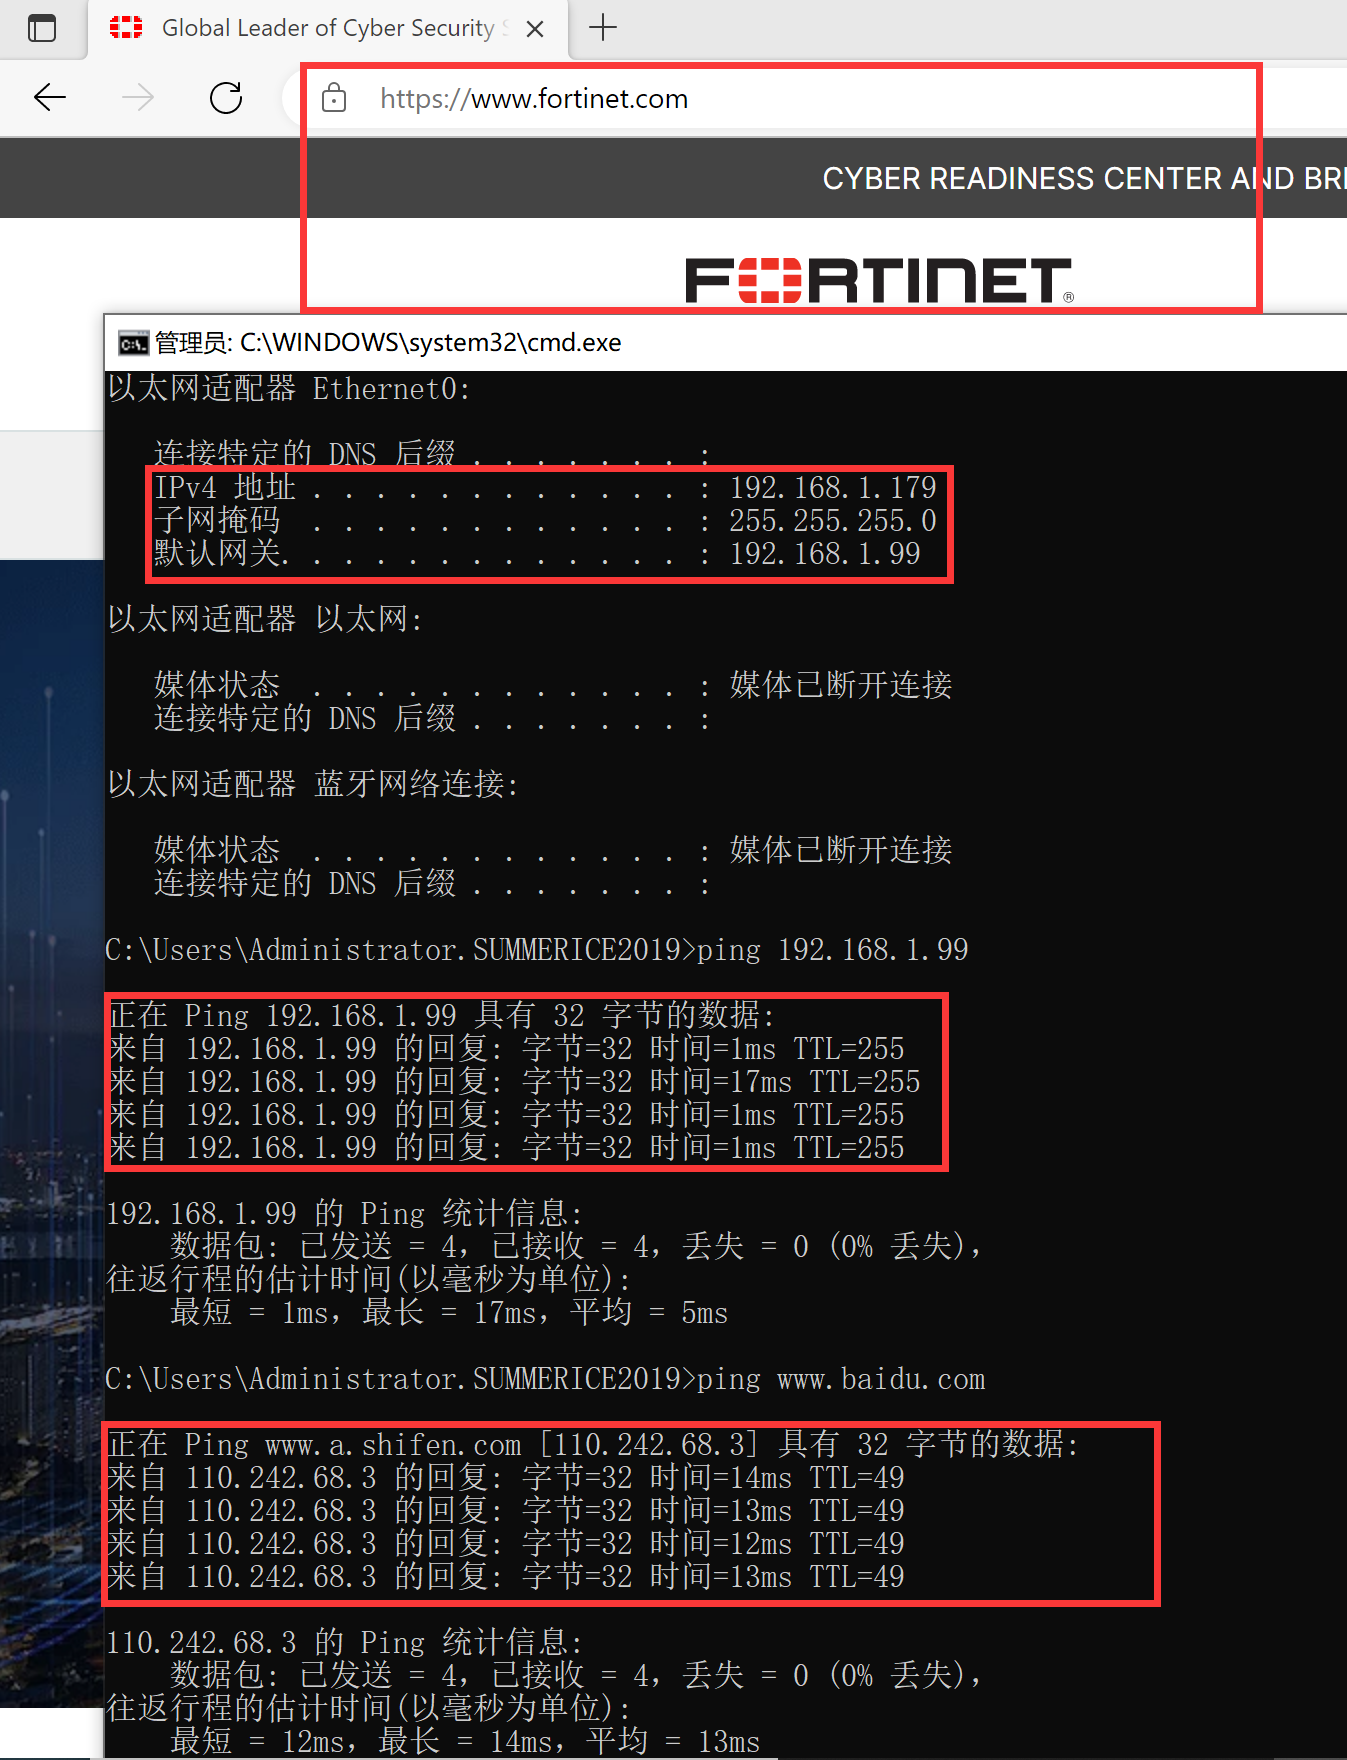 Global Leader of Cyber Security
https://www.fortinet.com
CYBER READINESS CENTER AND BRE
FORTINET®
管理员: C:\WINDOWS\system32\cmd.exe
以太网适配器 Ethernet0:
连接特定的 DNS 后缀 . . . . . . . :
IPv4 地址 . . . . . . . . . . . . : 192.168.1.179
子网掩码 . . . . . . . . . . . . : 255.255.255.0
默认网关. . . . . . . . . . . . . : 192.168.1.99
以太网适配器 以太网:
媒体状态 . . . . . . . . . . . . : 媒体已断开连接
连接特定的 DNS 后缀 . . . . . . . :
以太网适配器 蓝牙网络连接:
媒体状态 . . . . . . . . . . . . : 媒体已断开连接
连接特定的 DNS 后缀 . . . . . . . :
C:\Users\Administrator.SUMMERICE2019>ping 192.168.1.99
正在 Ping 192.168.1.99 具有 32 字节的数据:
来自 192.168.1.99 的回复: 字节=32 时间=1ms TTL=255
来自 192.168.1.99 的回复: 字节=32 时间=17ms TTL=255
来自 192.168.1.99 的回复: 字节=32 时间=1ms TTL=255
来自 192.168.1.99 的回复: 字节=32 时间=1ms TTL=255
192.168.1.99 的 Ping 统计信息:
数据包: 已发送 = 4，已接收 = 4，丢失 = 0 (0% 丢失)，
往返行程的估计时间(以毫秒为单位):
最短 = 1ms，最长 = 17ms，平均 = 5ms
C:\Users\Administrator.SUMMERICE2019>ping www.baidu.com
正在 Ping www.a.shifen.com [110.242.68.3] 具有 32 字节的数据:
来自 110.242.68.3 的回复: 字节=32 时间=14ms TTL=49
来自 110.242.68.3 的回复: 字节=32 时间=13ms TTL=49
来自 110.242.68.3 的回复: 字节=32 时间=12ms TTL=49
来自 110.242.68.3 的回复: 字节=32 时间=13ms TTL=49
110.242.68.3 的 Ping 统计信息:
数据包: 已发送 = 4，已接收 = 4，丢失 = 0 (0% 丢失)，
往返行程的估计时间(以毫秒为单位):
最短 = 12ms，最长 = 14ms，平均 = 13ms